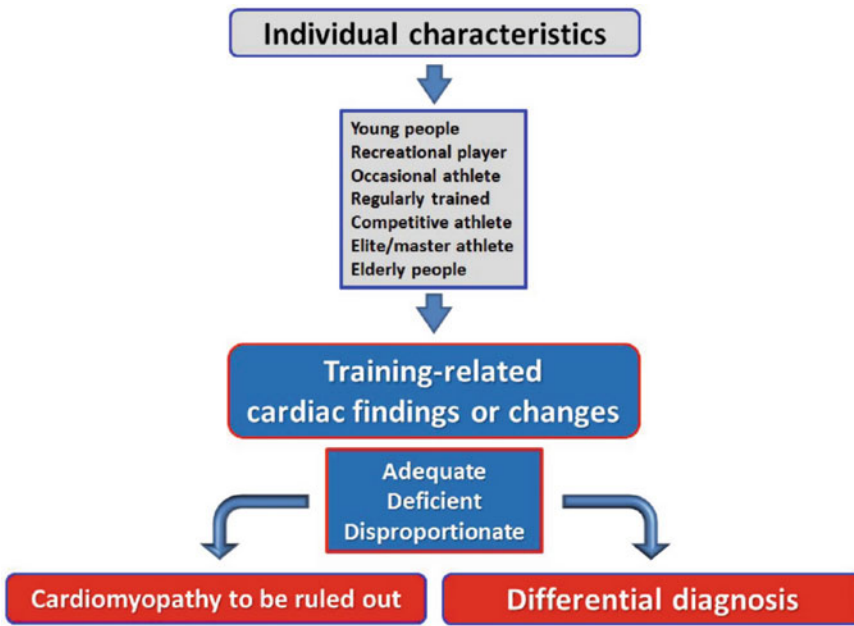 Individual characteristics
Young people
Recreational player
Occasional athlete
Regularly trained
Competitive athlete
Elite/master athlete
Elderly people
Training-related
cardiac findings or changes
Adequate
Deficient
Disproportionate
Cardiomyopathy to be ruled out
Differential diagnosis